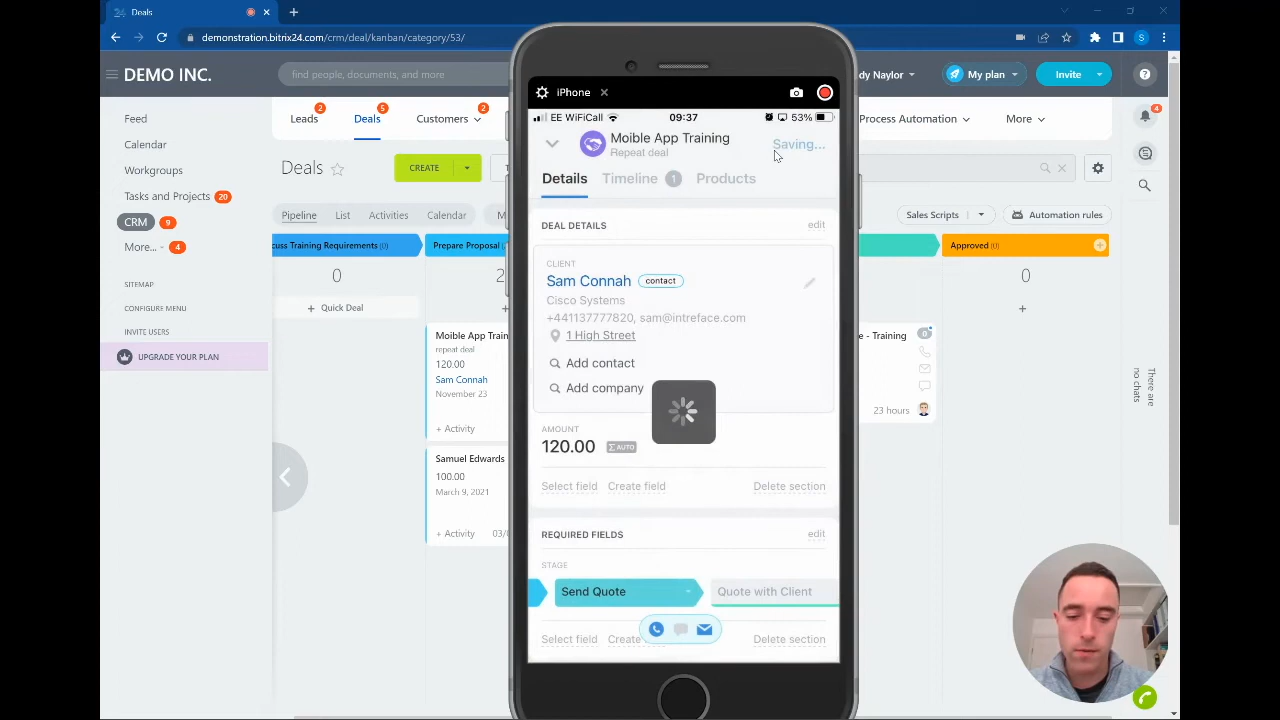 Deals
demonstration.bitrix24.com/crm/deal/kanban/category/53/
S
DEMO INC.
find people, documents, and more
dy Naylor
My plan
Invite
?
Feed
Calendar
Workgroups
Tasks and Projects 20
CRM 9
More... 4
SITEMAP
CONFIGURE MENU
INVITE USERS
UPGRADE YOUR PLAN
Leads 2
Deals 5
Customers 2
Process Automation
More
4
Deals
CREATE
Pipeline
List
Activities
Calendar
Sales Scripts
Automation rules
cuss Training Requirements (0)
Prepare Proposal
Approved (0)
0
2
0
+ Quick Deal
+
+
Moible App Train
repeat deal
120.00
Sam Connah
November 23
+ Activity
Samuel Edwards
100.00
March 9, 2021
+ Activity
03/
e - Training
0
23 hours
There are
no chats
iPhone
EE WiFiCall
09:37
53%
Moible App Training
Repeat deal
Saving...
Details
Timeline 1
Products
DEAL DETAILS
edit
CLIENT
Sam Connah contact
Cisco Systems
+441137777820, sam@intreface.com
1 High Street
Add contact
Add company
AMOUNT
120.00 Σ AUTO
Select field
Create field
Delete section
REQUIRED FIELDS
edit
STAGE
Send Quote
Quote with Client
Select field
Create
Delete section